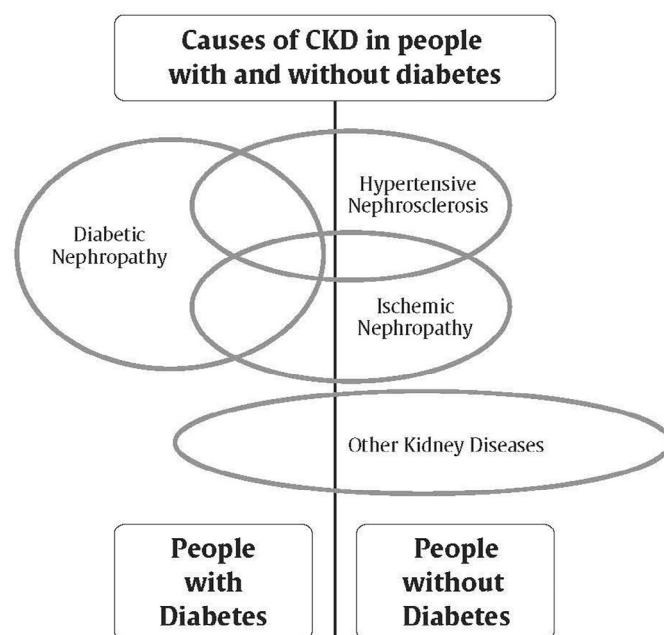 Causes of CKD in people
with and without diabetes
Hypertensive
Nephrosclerosis
Diabetic
Nephropathy
Ischemic
Nephropathy
Other Kidney Diseases
People
with
Diabetes
People
without
Diabetes